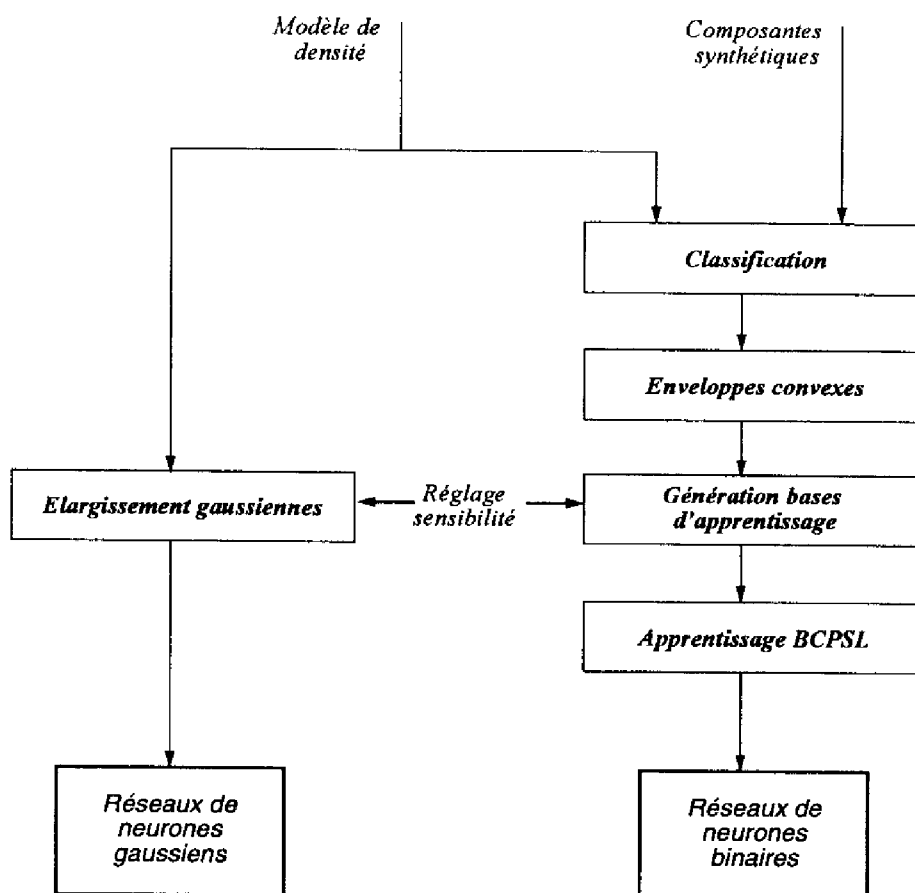 Modèle de
densité
Composantes
synthétiques
Classification
Enveloppes convexes
Elargissement gaussiennes
Réglage
sensibilité
Génération bases
d'apprentissage
Apprentissage BCPSL
Réseaux de
neurones
gaussiens
Réseaux de
neurones
binaires